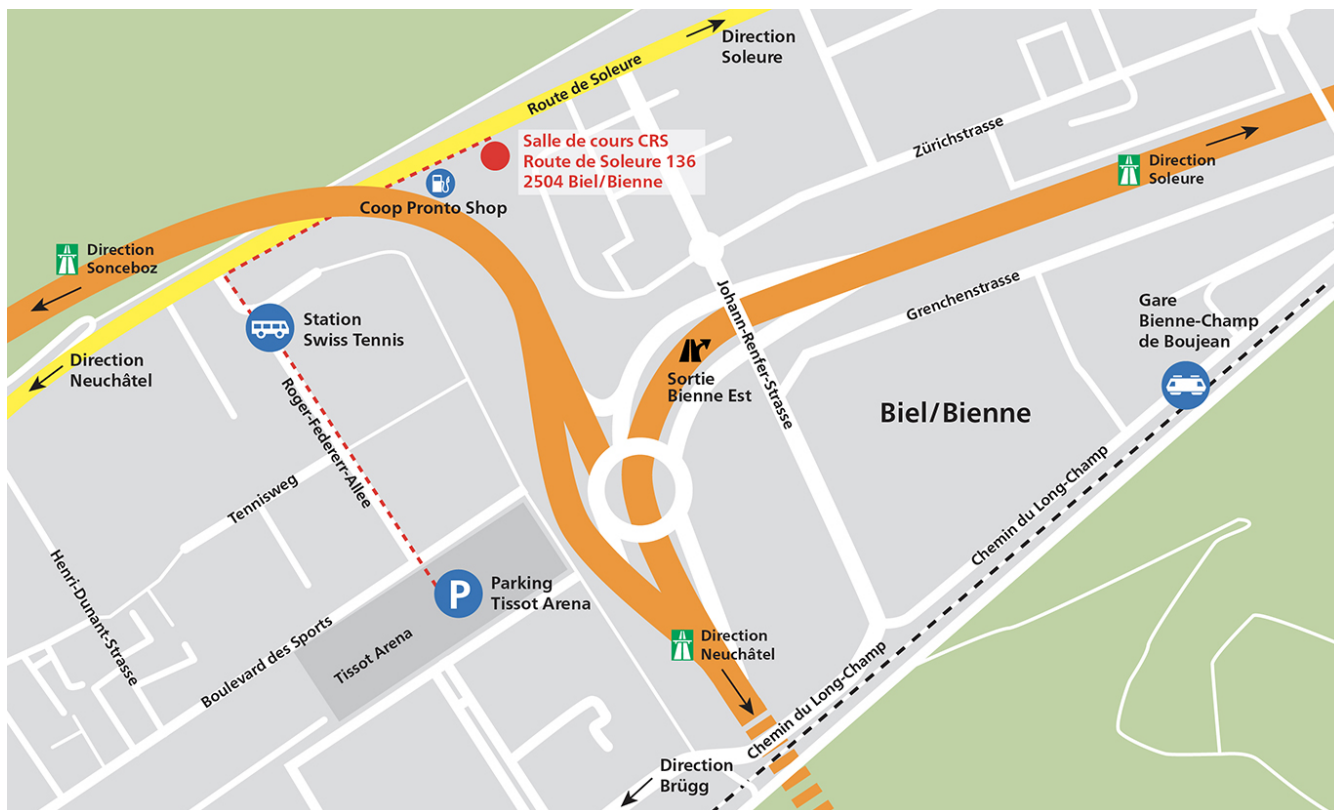 Direction
Soleure
Route de Soleure
Salle de cours CRS
Route de Soleure 136
2504 Biel/Bienne
Zürichstrasse
Direction
Soleure
Coop Pronto Shop
Direction
Sonceboz
Station
Swiss Tennis
Direction
Neuchâtel
Johann-Renfer-Strasse
Grenchenstrasse
Gare
Bienne-Champ
de Boujean
Sortie
Bienne Est
Biel/Bienne
Roger-Federerr-Allee
Tennisweg
Henri-Dunant-Strasse
Chemin du Long-Champ
P
Parking
Tissot Arena
Boulevard des Sports
Tissot Arena
Direction
Neuchâtel
Chemin du Long-Champ
Direction
Brügg